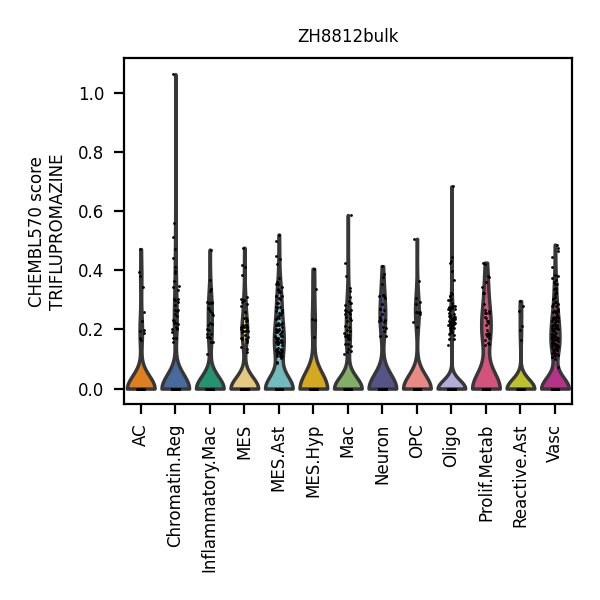 ZH8812bulk
CHEMBL570 score
TRIFLUPROMAZINE
1.0
0.8
0.6
0.4
0.2
0.0
AC
Chromatin.Reg
Inflammatory.Mac
MES
MES.Ast
MES.Hyp
Mac
Neuron
OPC
Oligo
Prolif.Metab
Reactive.Ast
Vasc